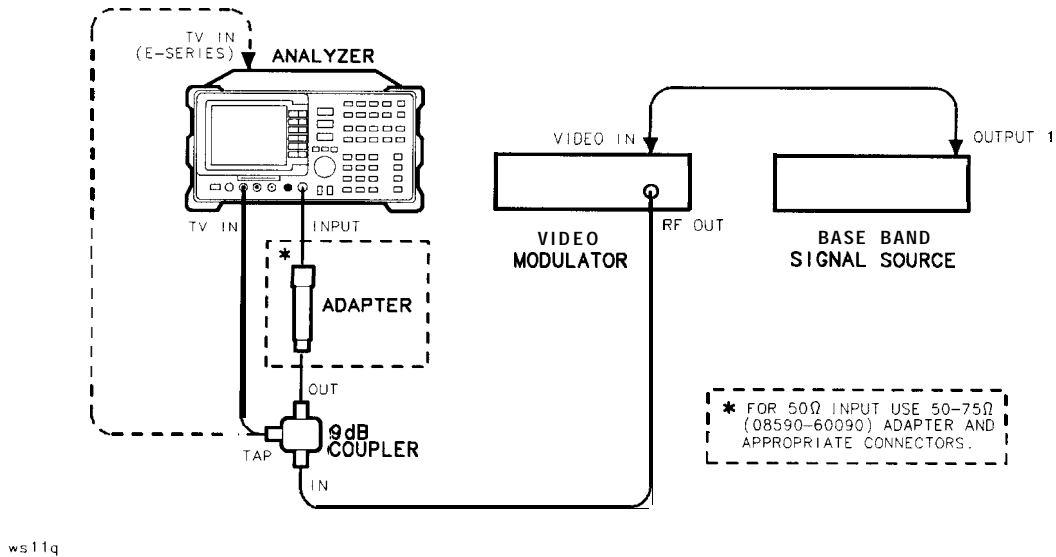 TV IN
(E-SERIES)
ANALYZER
VIDEO IN
OUTPUT 1
TV IN
INPUT
RF OUT
VIDEO
MODULATOR
BASE BAND
SIGNAL SOURCE
*
ADAPTER
OUT
9dB
COUPLER
TAP
IN
* FOR 50Ω INPUT USE 50-75Ω
(08590-60090) ADAPTER AND
APPROPRIATE CONNECTORS.
ws11q